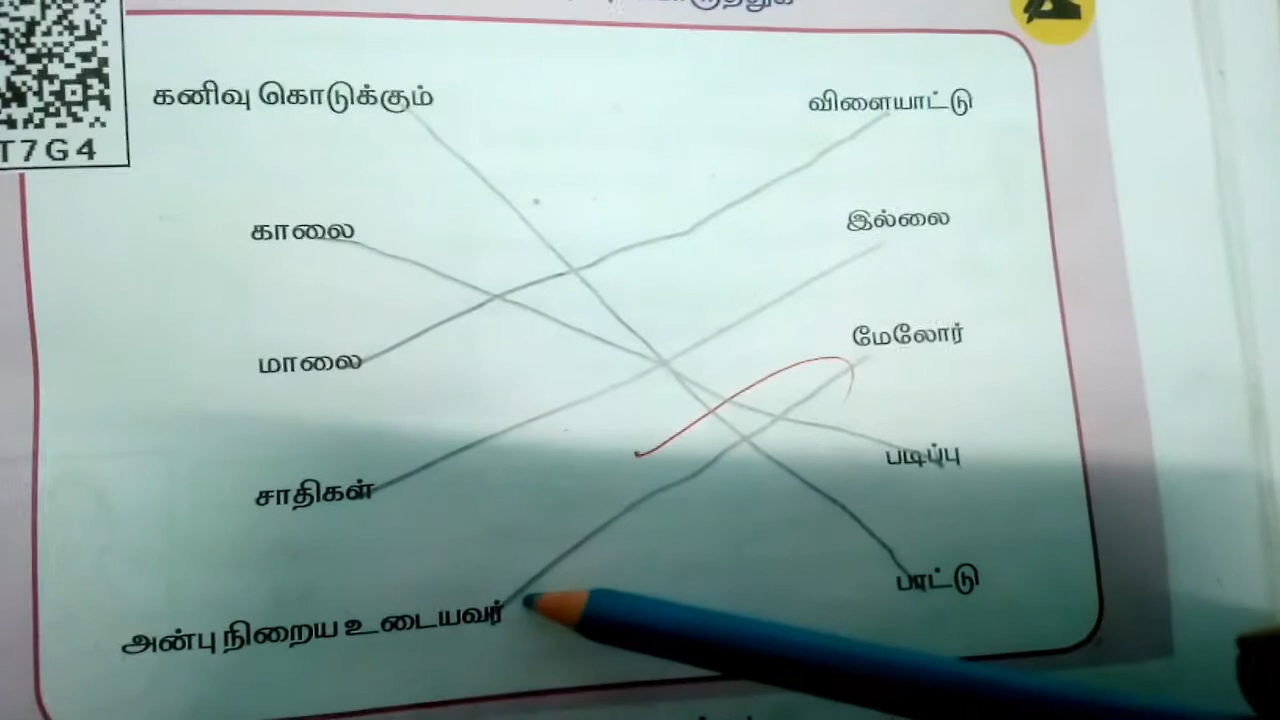 கனிவு கொடுக்கும் விளையாட்டு
T7G4
காலை இல்லை
மாலை மேலோர்
சாதிகள் படிப்பு
அன்பு நிறைய உடையவர் பாட்டு